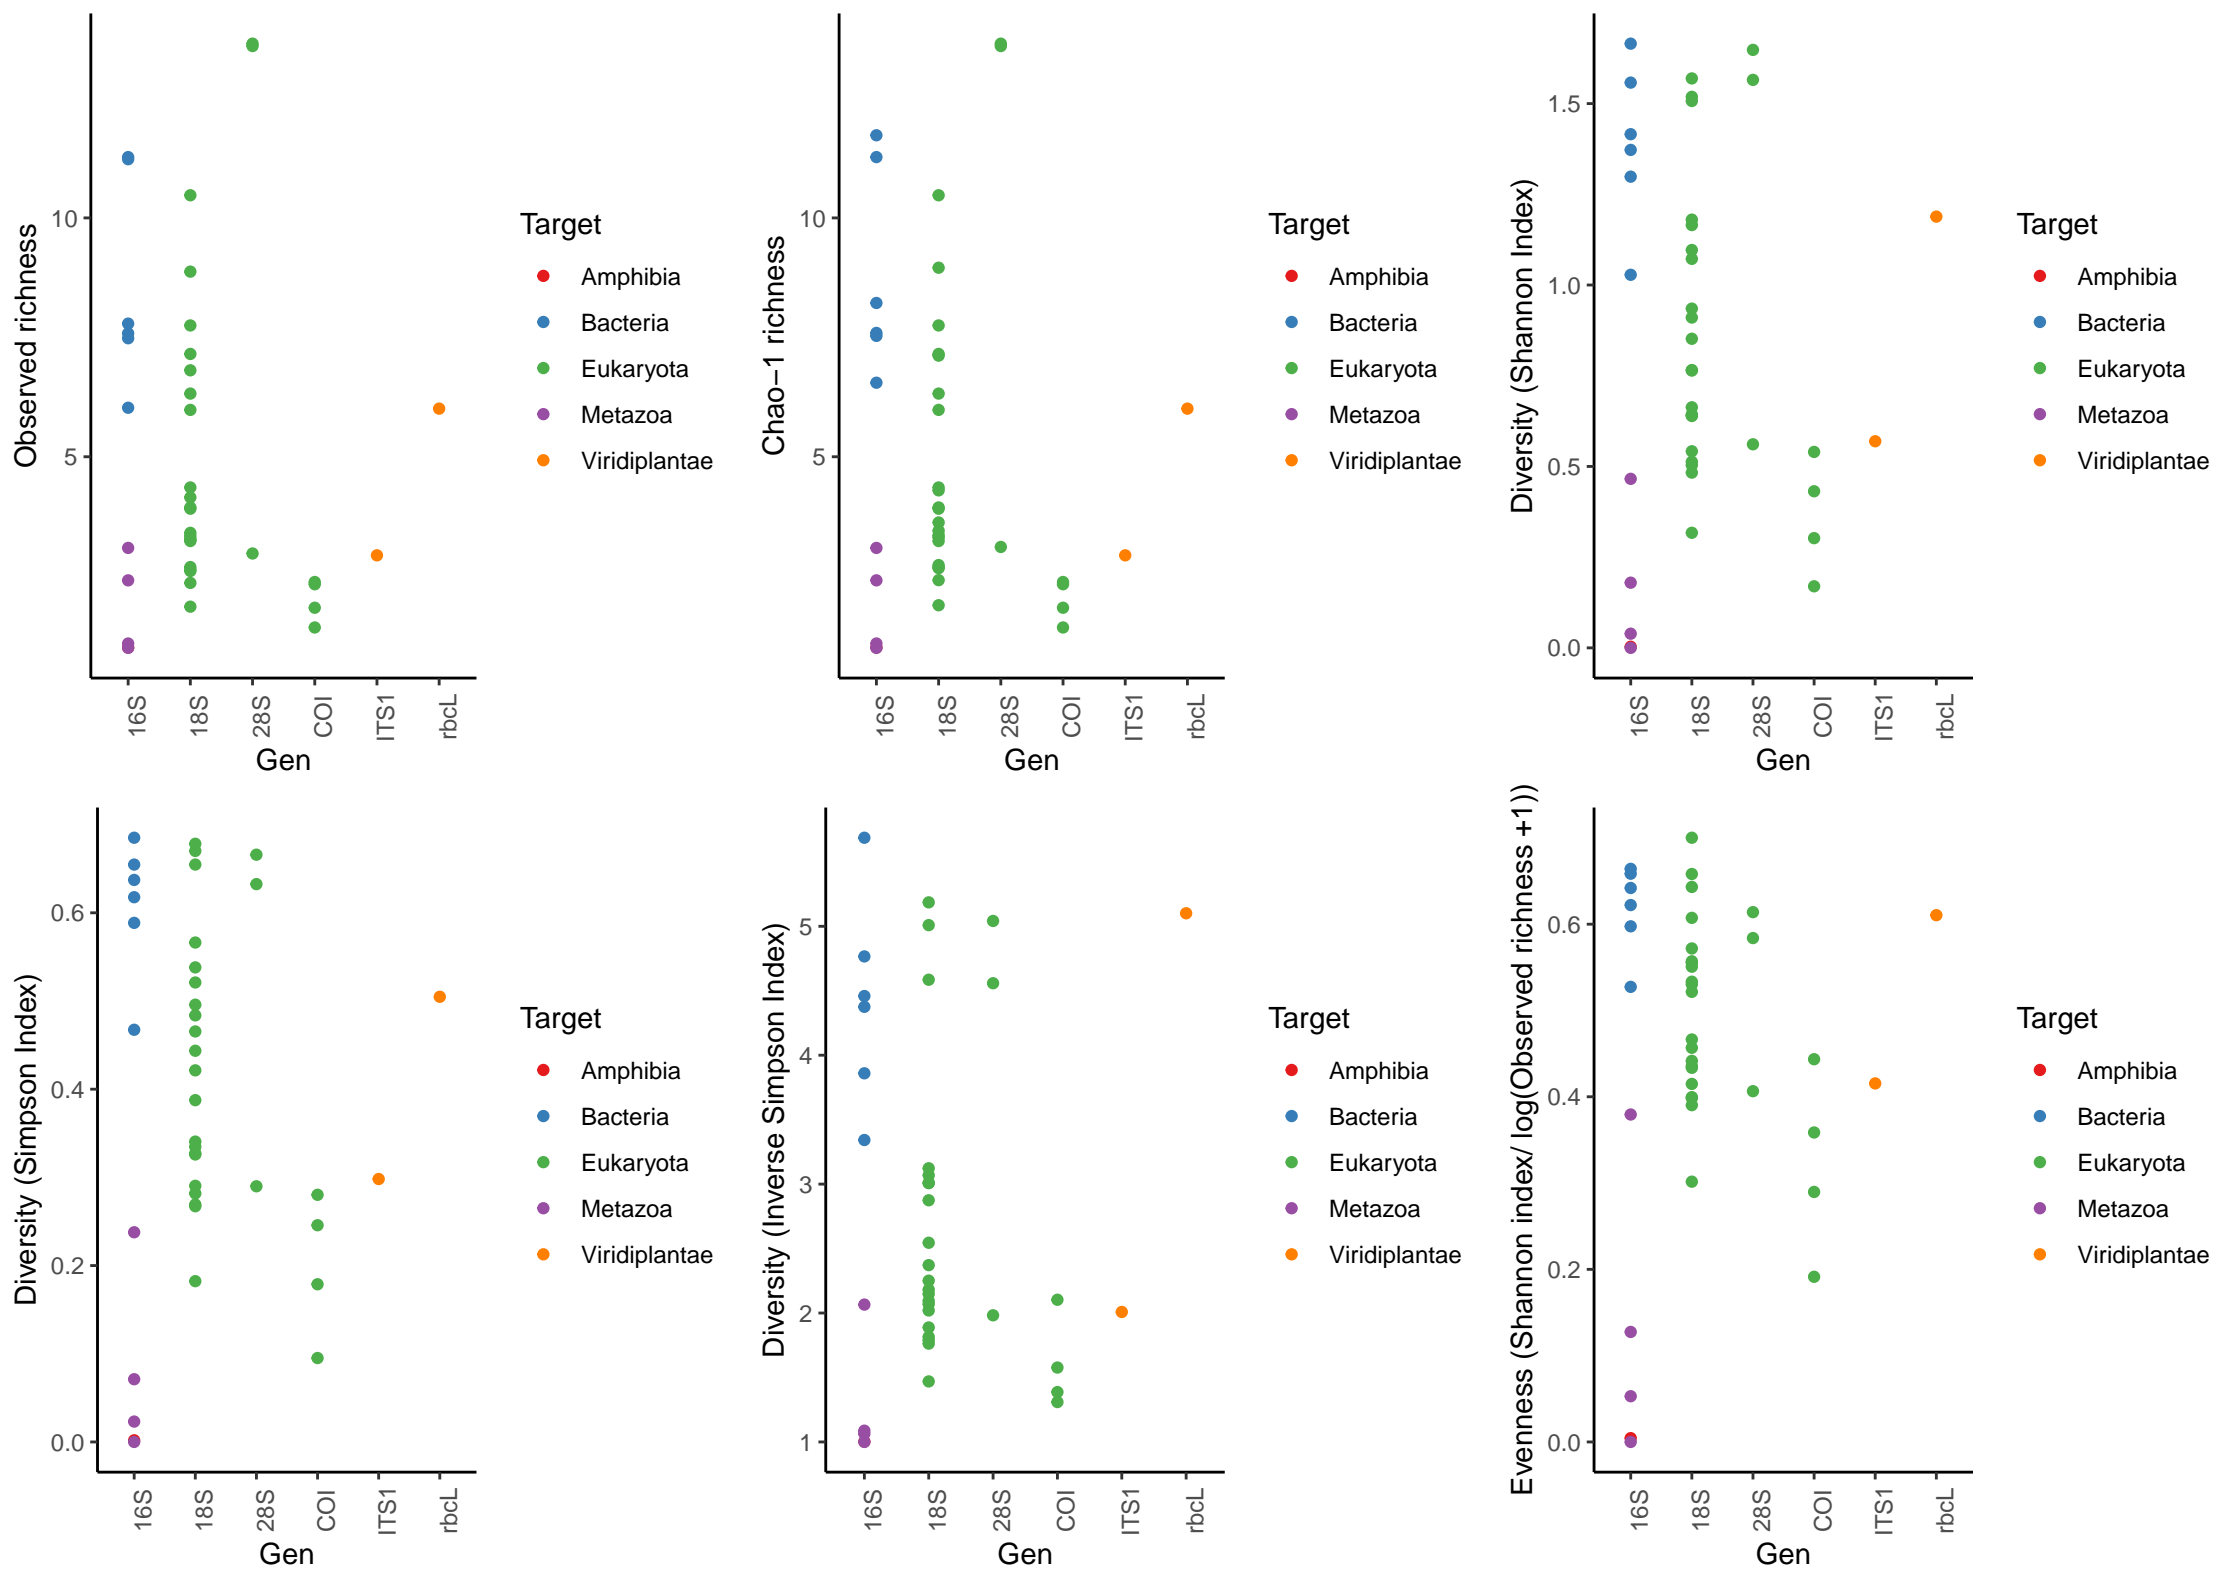 Observed richness
10
5
16S
18S
28S
COI
ITS1
rbcL
Gen
Target
Amphibia
Bacteria
Eukaryota
Metazoa
Viridiplantae
Chao−1 richness
10
5
16S
18S
28S
COI
ITS1
rbcL
Gen
Target
Amphibia
Bacteria
Eukaryota
Metazoa
Viridiplantae
Diversity (Shannon Index)
1.5
1.0
0.5
0.0
16S
18S
28S
COI
ITS1
rbcL
Gen
Target
Amphibia
Bacteria
Eukaryota
Metazoa
Viridiplantae
Diversity (Simpson Index)
0.6
0.4
0.2
0.0
16S
18S
28S
COI
ITS1
rbcL
Gen
Target
Amphibia
Bacteria
Eukaryota
Metazoa
Viridiplantae
Diversity (Inverse Simpson Index)
5
4
3
2
1
16S
18S
28S
COI
ITS1
rbcL
Gen
Target
Amphibia
Bacteria
Eukaryota
Metazoa
Viridiplantae
Evenness (Shannon index/ log(Observed richness +1))
0.6
0.4
0.2
0.0
16S
18S
28S
COI
ITS1
rbcL
Gen
Target
Amphibia
Bacteria
Eukaryota
Metazoa
Viridiplantae